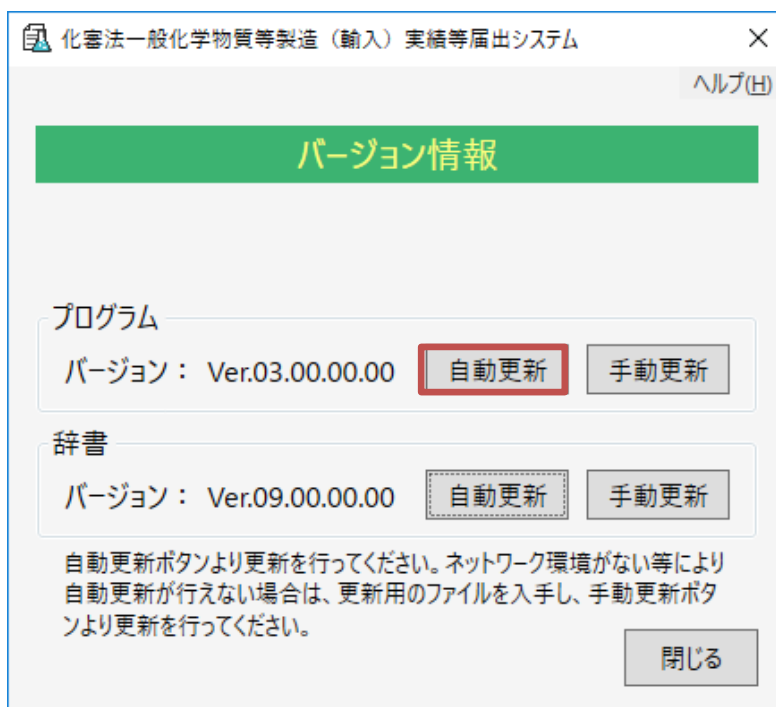 化審法一般化学物質等製造（輸入）実績等届出システム
ヘルプ(H)
バージョン情報
プログラム
バージョン： Ver.03.00.00.00 自動更新 手動更新
辞書
バージョン： Ver.09.00.00.00 自動更新 手動更新
自動更新ボタンより更新を行ってください。ネットワーク環境がない等により
自動更新が行えない場合は、更新用のファイルを入手し、手動更新ボタ
ンより更新を行ってください。
閉じる